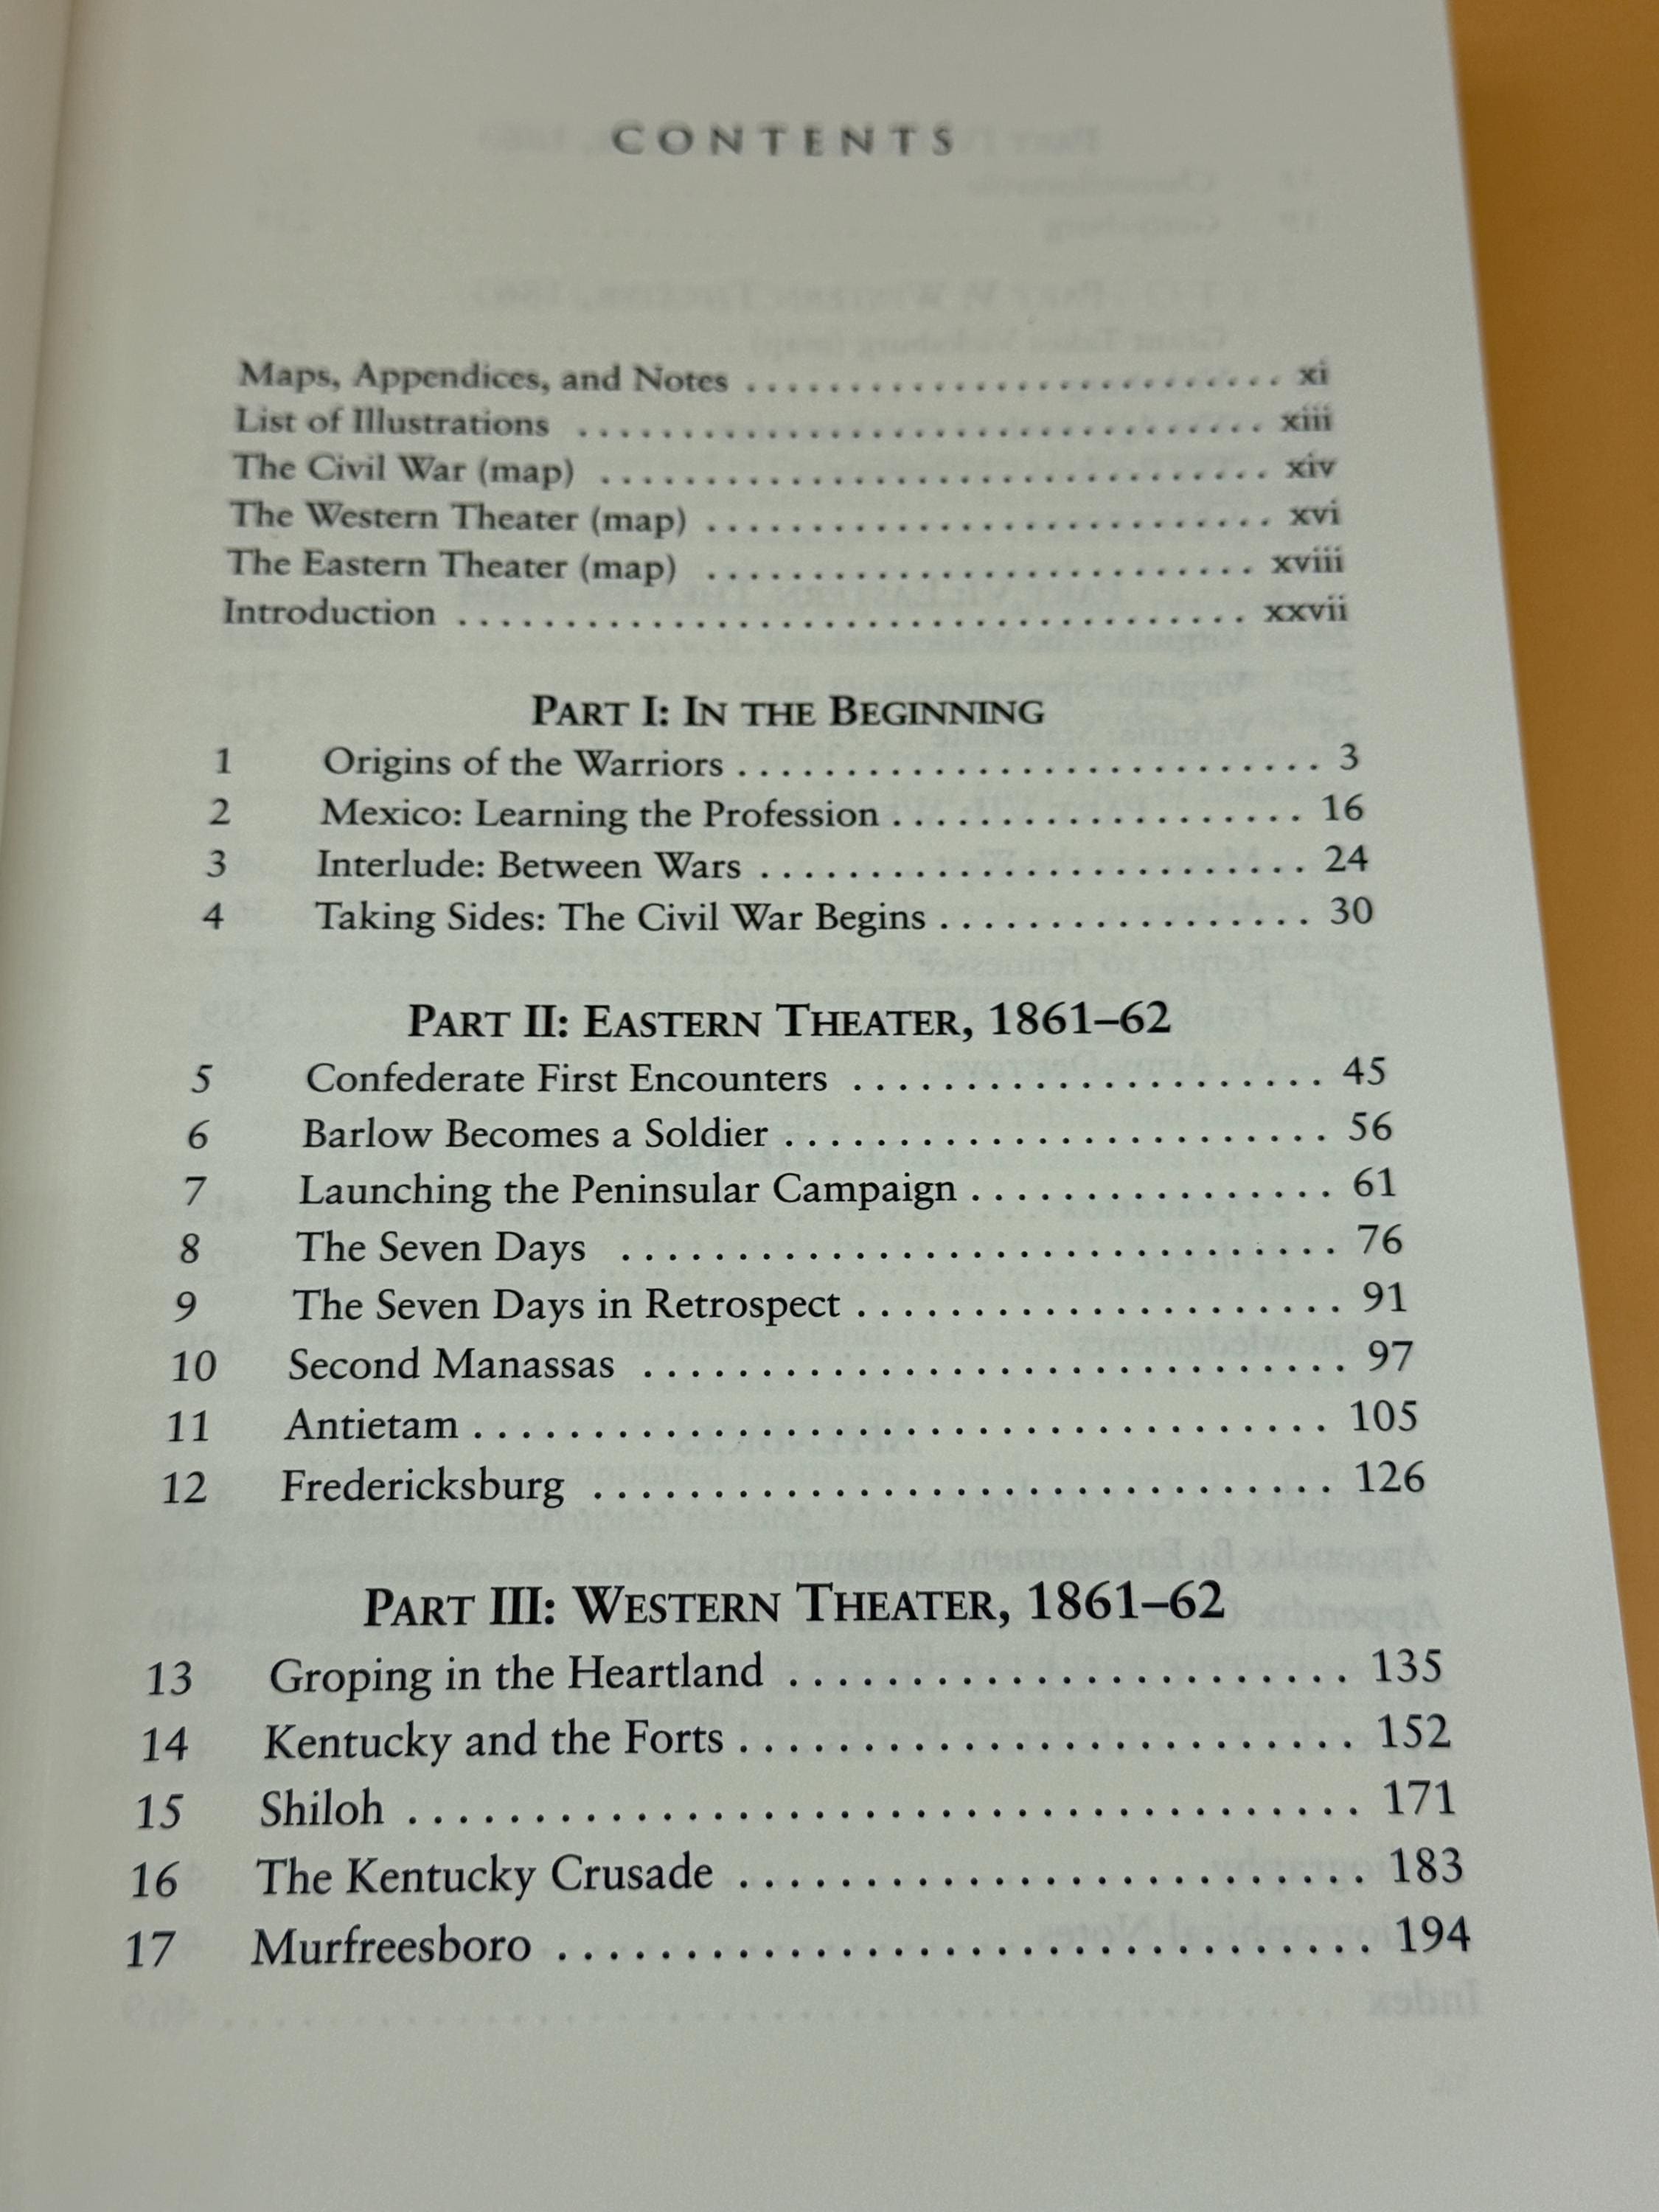 CONTENTS
Maps, Appendices, and Notes . . . . . . . . . . . . . . . . . . . . . . . . . . xi
List of Illustrations . . . . . . . . . . . . . . . . . . . . . . . . . . . . . . . . . xiii
The Civil War (map) . . . . . . . . . . . . . . . . . . . . . . . . . . . . . . . . xiv
The Western Theater (map) . . . . . . . . . . . . . . . . . . . . . . . . . . . xvi
The Eastern Theater (map) . . . . . . . . . . . . . . . . . . . . . . . . . . xviii
Introduction . . . . . . . . . . . . . . . . . . . . . . . . . . . . . . . . . . . . . xxvii
PART I: IN THE BEGINNING
1 Origins of the Warriors . . . . . . . . . . . . . . . . . . . . . . . . . . . 3
2 Mexico: Learning the Profession . . . . . . . . . . . . . . . . . . . 16
3 Interlude: Between Wars . . . . . . . . . . . . . . . . . . . . . . . . . 24
4 Taking Sides: The Civil War Begins . . . . . . . . . . . . . . . . . 30
PART II: EASTERN THEATER, 1861–62
5 Confederate First Encounters . . . . . . . . . . . . . . . . . . . . . 45
6 Barlow Becomes a Soldier . . . . . . . . . . . . . . . . . . . . . . . . 56
7 Launching the Peninsular Campaign . . . . . . . . . . . . . . . . 61
8 The Seven Days . . . . . . . . . . . . . . . . . . . . . . . . . . . . . . . 76
9 The Seven Days in Retrospect . . . . . . . . . . . . . . . . . . . . . 91
10 Second Manassas . . . . . . . . . . . . . . . . . . . . . . . . . . . . . . 97
11 Antietam . . . . . . . . . . . . . . . . . . . . . . . . . . . . . . . . . . . . 105
12 Fredericksburg . . . . . . . . . . . . . . . . . . . . . . . . . . . . . . . 126
PART III: WESTERN THEATER, 1861–62
13 Groping in the Heartland . . . . . . . . . . . . . . . . . . . . . . . 135
14 Kentucky and the Forts . . . . . . . . . . . . . . . . . . . . . . . . . 152
15 Shiloh . . . . . . . . . . . . . . . . . . . . . . . . . . . . . . . . . . . . . 171
16 The Kentucky Crusade . . . . . . . . . . . . . . . . . . . . . . . . . 183
17 Murfreesboro . . . . . . . . . . . . . . . . . . . . . . . . . . . . . . . 194